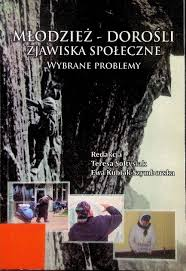 MŁODZIEŻ - DOROŚLI
ZJAWISKA SPOŁECZNE
WYBRANE PROBLEMY
Redakcja
Teresa Sołtysiak
Ewa Kubiak-Szymborska